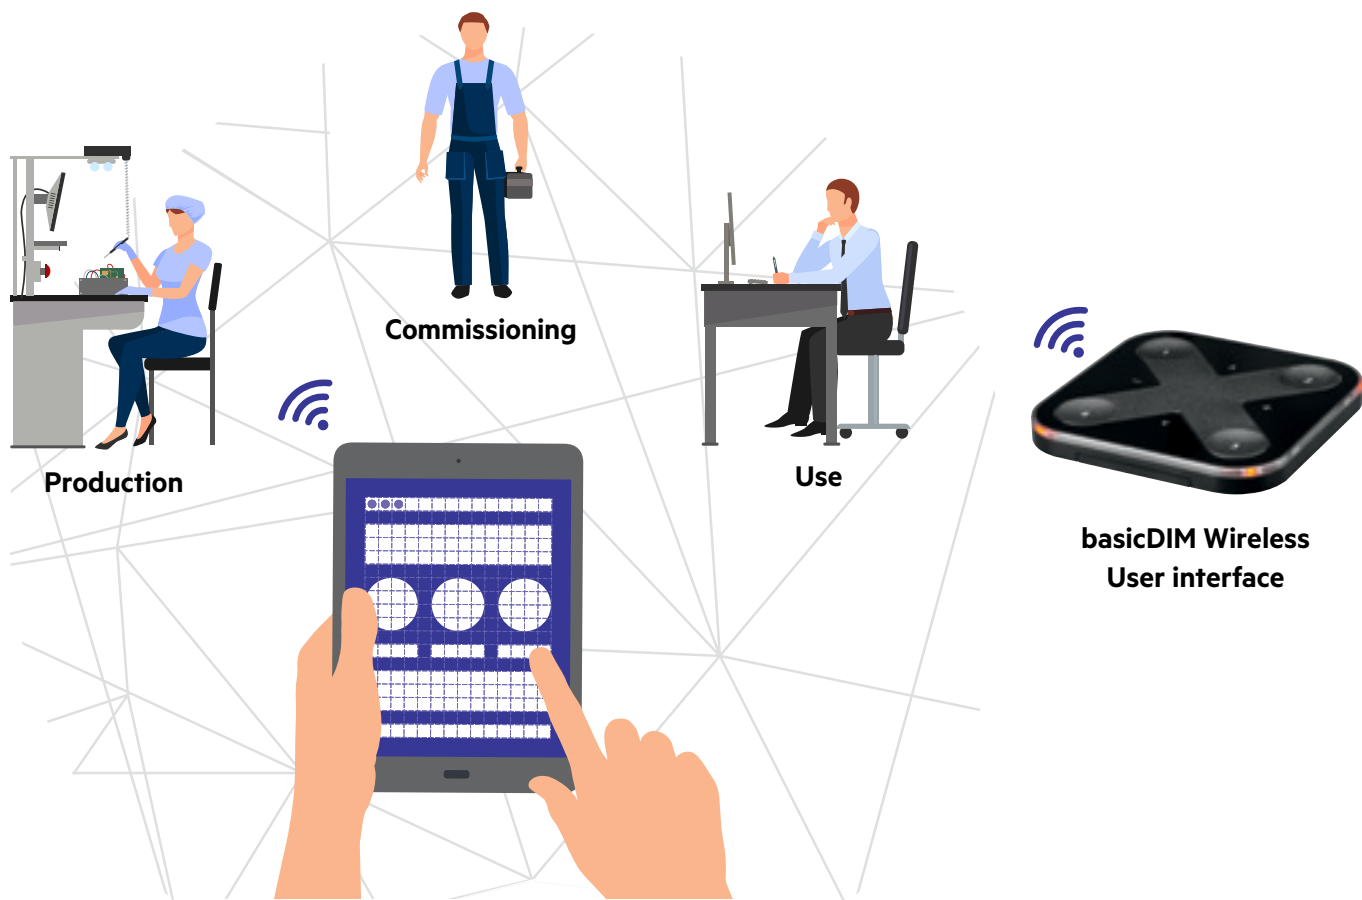 Commissioning
Production
Use
basicDIM Wireless
User interface